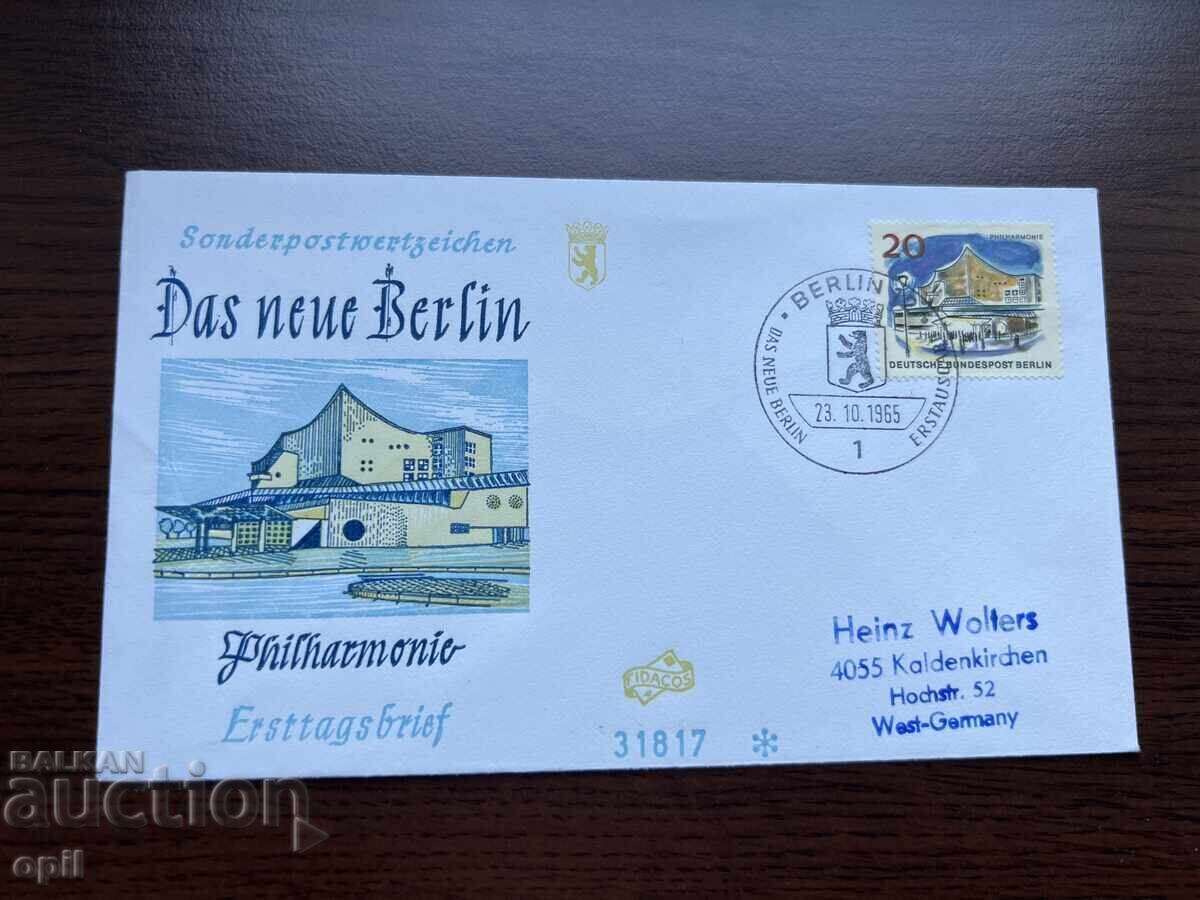 Sonderpostwertzeichen
Das neue Berlin
Philharmonie
Ersttagsbrief
20
PHILHARMONIE
DEUTSCHE BUNDESPOST BERLIN
BERLIN
DAS NEUE BERLIN
23. 10. 1965
1
FIDACOS
31817 *
Heinz Wolters
4055 Kaldenkirchen
Hochstr. 52
West-Germany
BALKAN
auction
opil